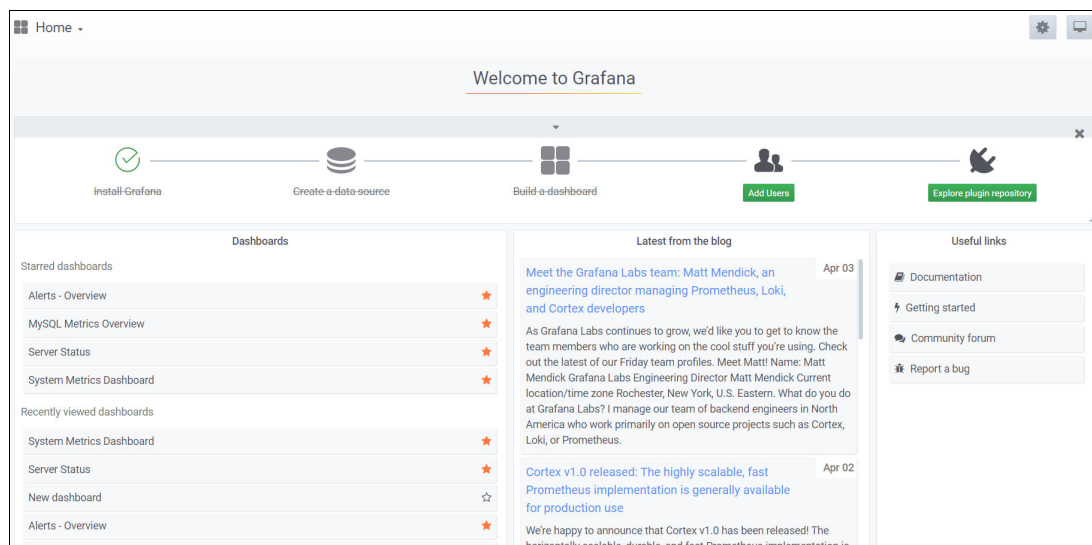 Home
Welcome to Grafana
Install Grafana
Create a data source
Build a dashboard
Add Users
Explore plugin repository
Dashboards
Starred dashboards
Alerts - Overview
MySQL Metrics Overview
Server Status
System Metrics Dashboard
Recently viewed dashboards
System Metrics Dashboard
Server Status
New dashboard
Alerts - Overview
Latest from the blog
Meet the Grafana Labs team: Matt Mendick, an
Apr 03
engineering director managing Prometheus, Loki,
and Cortex developers
As Grafana Labs continues to grow, we'd like you to get to know the
team members who are working on the cool stuff you're using. Check
out the latest of our Friday team profiles. Meet Matt! Name: Matt
Mendick Grafana Labs Engineering Director Matt Mendick Current
location/time zone Rochester, New York, U.S. Eastern. What do you do
at Grafana Labs? I manage our team of backend engineers in North
America who work primarily on open source projects such as Cortex,
Loki, or Prometheus.
Cortex v1.0 released: The highly scalable, fast
Apr 02
Prometheus implementation is generally available
for production use
We're happy to announce that Cortex v1.0 has been released! The
horizontally scalable, durable, and fast Prometheus implementation is
Useful links
Documentation
Getting started
Community forum
Report a bug